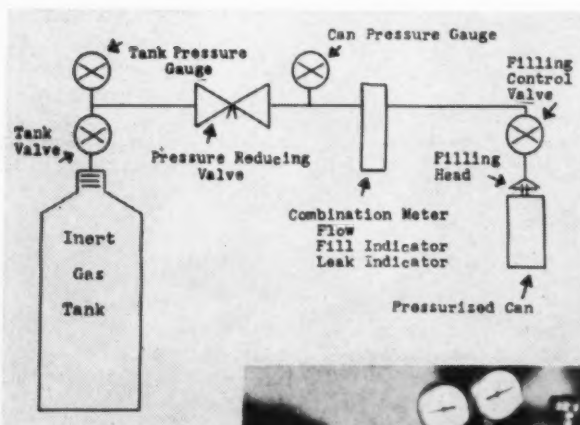 Tank Pressure
Gauge
Can Pressure Gauge
Filling
Control
Valve
Tank
Valve
Pressure Reducing
Valve
Filling
Head
Combination Meter
Flow
Fill Indicator
Leak Indicator
Inert
Gas
Tank
Pressurized Can